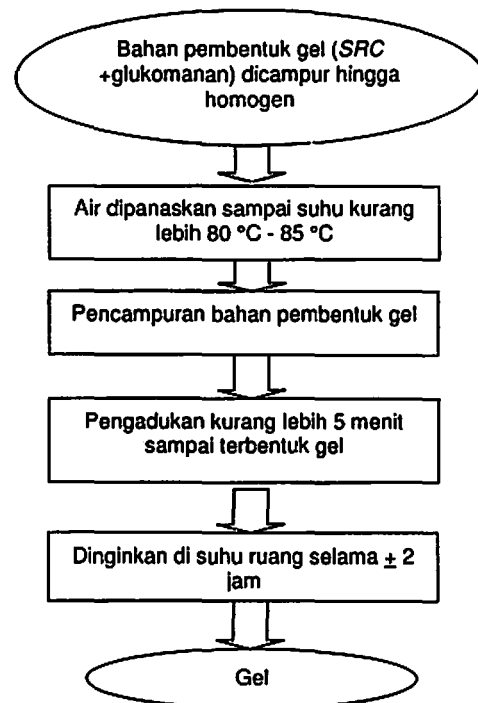 Bahan pembentuk gel (SRC
+glukomanan) dicampur hingga
homogen
Air dipanaskan sampai suhu kurang
lebih 80 °C - 85 °C
Pencampuran bahan pembentuk gel
Pengadukan kurang lebih 5 menit
sampai terbentuk gel
Dinginkan di suhu ruang selama ± 2
jam
Gel